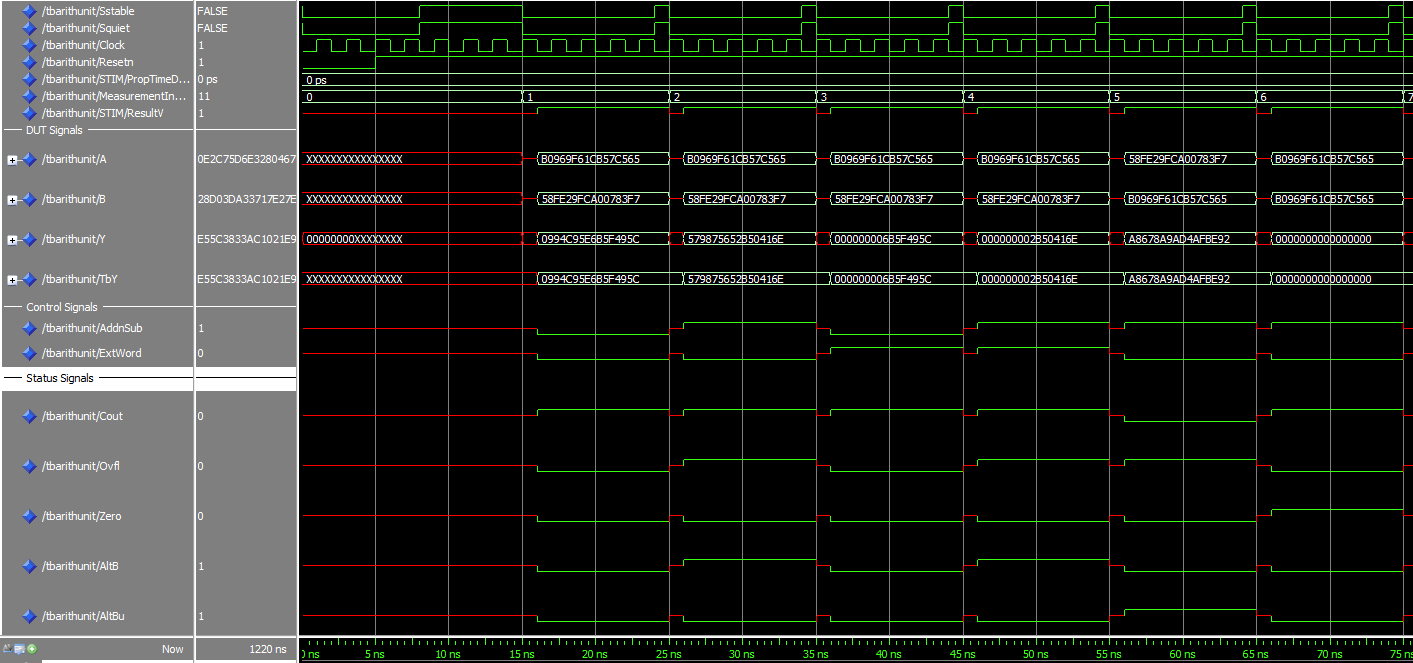 /tbarithunit/Sstable FALSE
/tbarithunit/Squiet FALSE
/tbarithunit/Clock 1
/tbarithunit/Resetn 1
/tbarithunit/STIM/PropTimeD... 0 ps 0 ps
/tbarithunit/MeasurementIn... 11 0 1 2 3 4 5 6 7
/tbarithunit/STIM/ResultV 1
DUT Signals
/tbarithunit/A 0E2C75D6E3280467 XXXXXXXXXXXXXXXX B0969F61CB57C565 B0969F61CB57C565 B0969F61CB57C565 B0969F61CB57C565 58FE29FCA00783F7 B0969F61CB57C565
/tbarithunit/B 28D03DA33717E27E XXXXXXXXXXXXXXXX 58FE29FCA00783F7 58FE29FCA00783F7 58FE29FCA00783F7 58FE29FCA00783F7 B0969F61CB57C565 B0969F61CB57C565
/tbarithunit/Y E55C3833AC1021E9 00000000XXXXXXXX 0994C95E6B5F495C 579875652B50416E 000000006B5F495C 000000002B50416E A8678A9AD4AFBE92 0000000000000000
/tbarithunit/TbY E55C3833AC1021E9 XXXXXXXXXXXXXXXX 0994C95E6B5F495C 579875652B50416E 000000006B5F495C 000000002B50416E A8678A9AD4AFBE92 0000000000000000
Control Signals
/tbarithunit/AddnSub 1
/tbarithunit/ExtWord 0
Status Signals
/tbarithunit/Cout 0
/tbarithunit/Ovfl 0
/tbarithunit/Zero 0
/tbarithunit/AltB 1
/tbarithunit/AltBu 1
Now 1220 ns 0 ns 5 ns 10 ns 15 ns 20 ns 25 ns 30 ns 35 ns 40 ns 45 ns 50 ns 55 ns 60 ns 65 ns 70 ns 75 ns